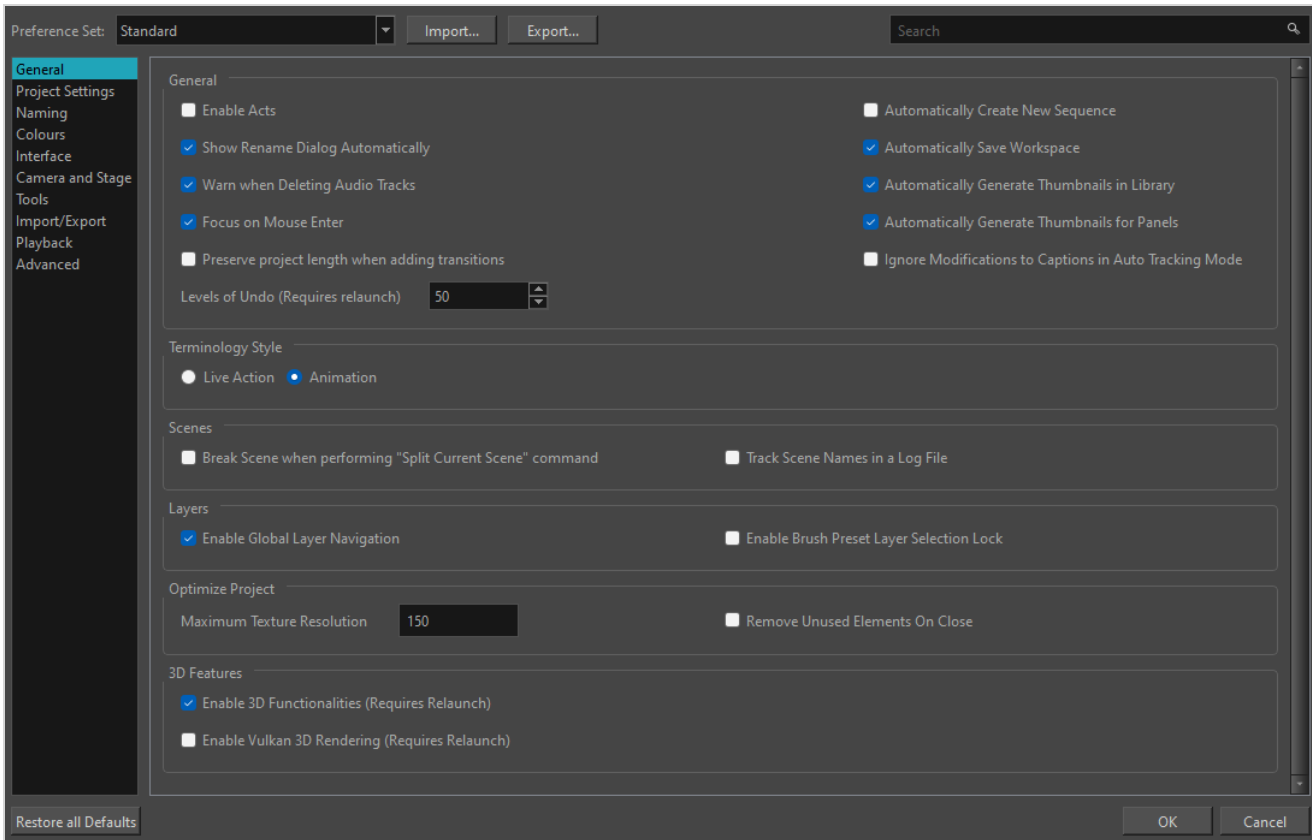 Preference Set: Standard Import... Export... Search
General
Project Settings
Naming
Colours
Interface
Camera and Stage
Tools
Import/Export
Playback
Advanced
General
Enable Acts Automatically Create New Sequence
Show Rename Dialog Automatically Automatically Save Workspace
Warn when Deleting Audio Tracks Automatically Generate Thumbnails in Library
Focus on Mouse Enter Automatically Generate Thumbnails for Panels
Preserve project length when adding transitions Ignore Modifications to Captions in Auto Tracking Mode
Levels of Undo (Requires relaunch) 50
Terminology Style
Live Action Animation
Scenes
Break Scene when performing "Split Current Scene" command Track Scene Names in a Log File
Layers
Enable Global Layer Navigation Enable Brush Preset Layer Selection Lock
Optimize Project
Maximum Texture Resolution 150 Remove Unused Elements On Close
3D Features
Enable 3D Functionalities (Requires Relaunch)
Enable Vulkan 3D Rendering (Requires Relaunch)
Restore all Defaults OK Cancel